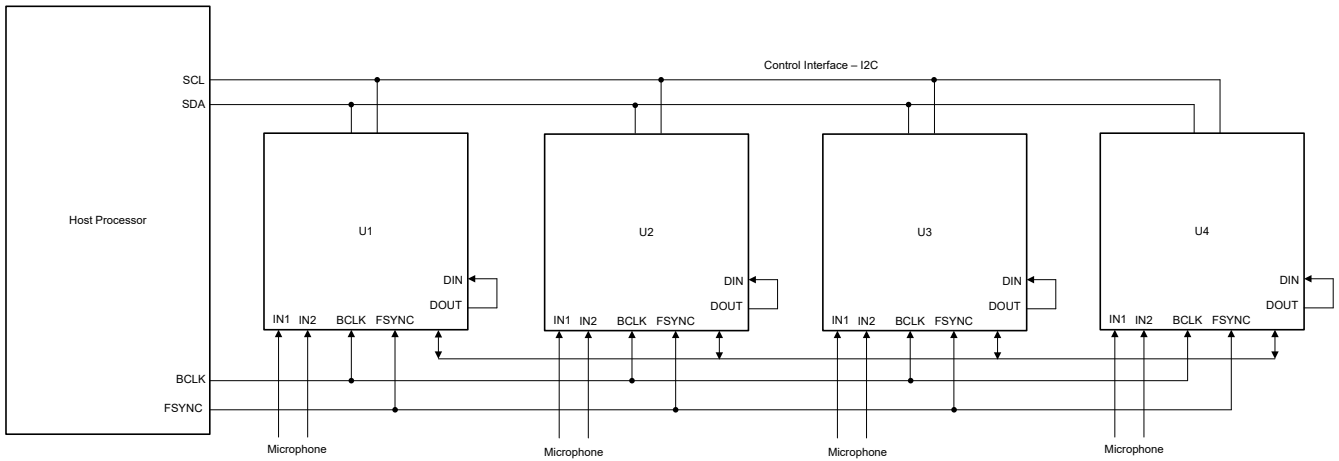 SCL
Control Interface – I2C
SDA
Host Processor
U1
U2
U3
U4
DIN
DIN
DIN
DIN
DOUT
DOUT
DOUT
DOUT
IN1 IN2 BCLK FSYNC
IN1 IN2 BCLK FSYNC
IN1 IN2 BCLK FSYNC
IN1 IN2 BCLK FSYNC
BCLK
FSYNC
Microphone
Microphone
Microphone
Microphone